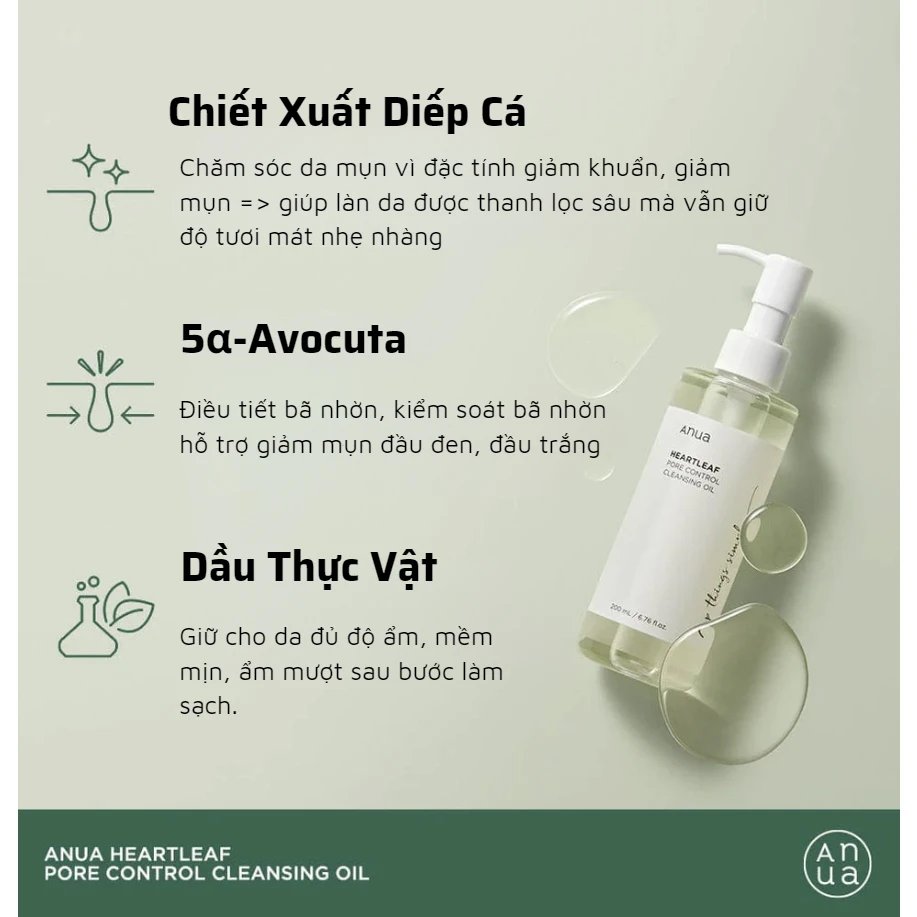 Chiết Xuất Diếp Cá
Chăm sóc da mụn vì đặc tính giảm khuẩn, giảm
mụn => giúp làn da được thanh lọc sâu mà vẫn giữ
độ tươi mát nhẹ nhàng
5α-Avocuta
Điều tiết bã nhờn, kiểm soát bã nhờn
hỗ trợ giảm mụn đầu đen, đầu trắng
Dầu Thực Vật
Giữ cho da đủ độ ẩm, mềm
mịn, ẩm mượt sau bước làm
sạch.
Anua
HEARTLEAF
PORE CONTROL
CLEANSING OIL
things
200 mL / 6.76 fl.oz.
ANUA HEARTLEAF
PORE CONTROL CLEANSING OIL
An
ua